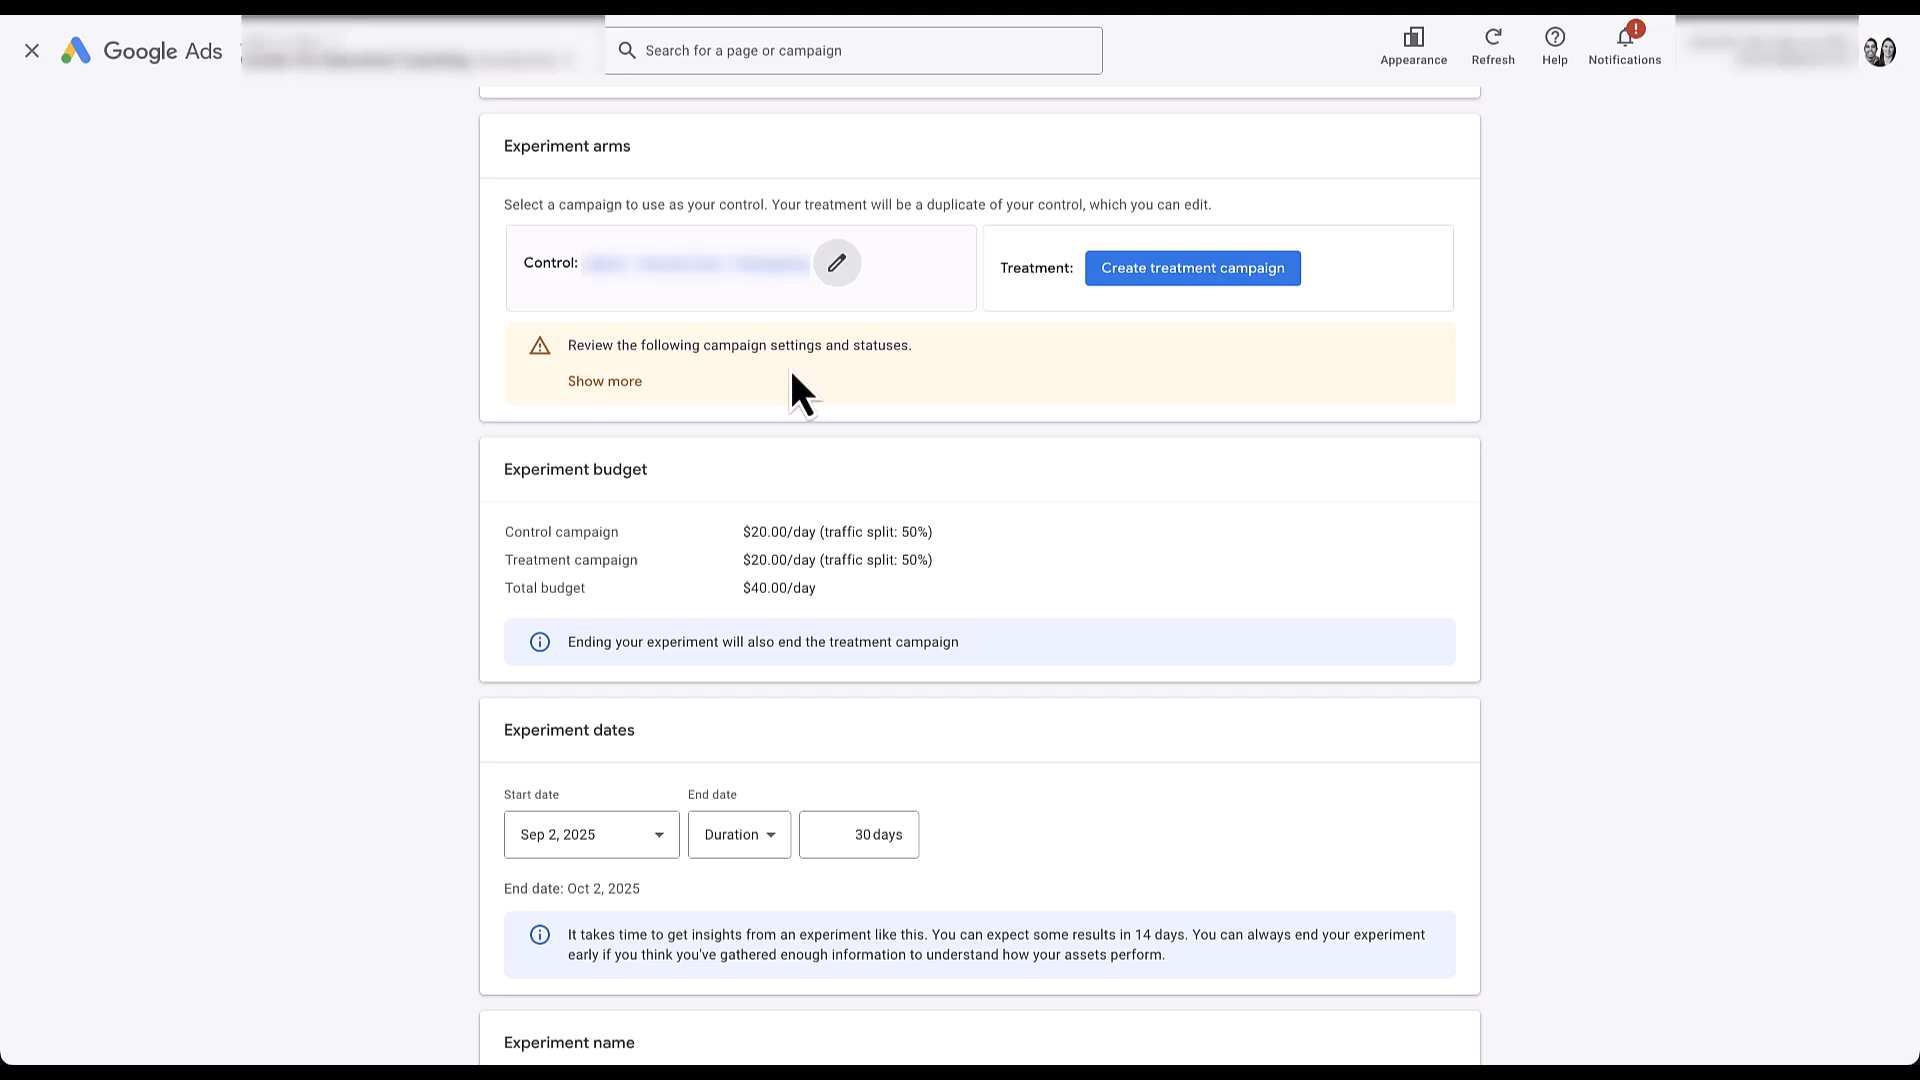 Google Ads
Search for a page or campaign
Appearance
Refresh
Help
!
Notifications
Experiment arms
Select a campaign to use as your control. Your treatment will be a duplicate of your control, which you can edit.
Control:
Treatment:
Create treatment campaign
Review the following campaign settings and statuses.
Show more
Experiment budget
Control campaign $20.00/day (traffic split: 50%)
Treatment campaign $20.00/day (traffic split: 50%)
Total budget $40.00/day
Ending your experiment will also end the treatment campaign
Experiment dates
Start date End date
Sep 2, 2025 Duration 30 days
End date: Oct 2, 2025
It takes time to get insights from an experiment like this. You can expect some results in 14 days. You can always end your experiment
early if you think you've gathered enough information to understand how your assets perform.
Experiment name